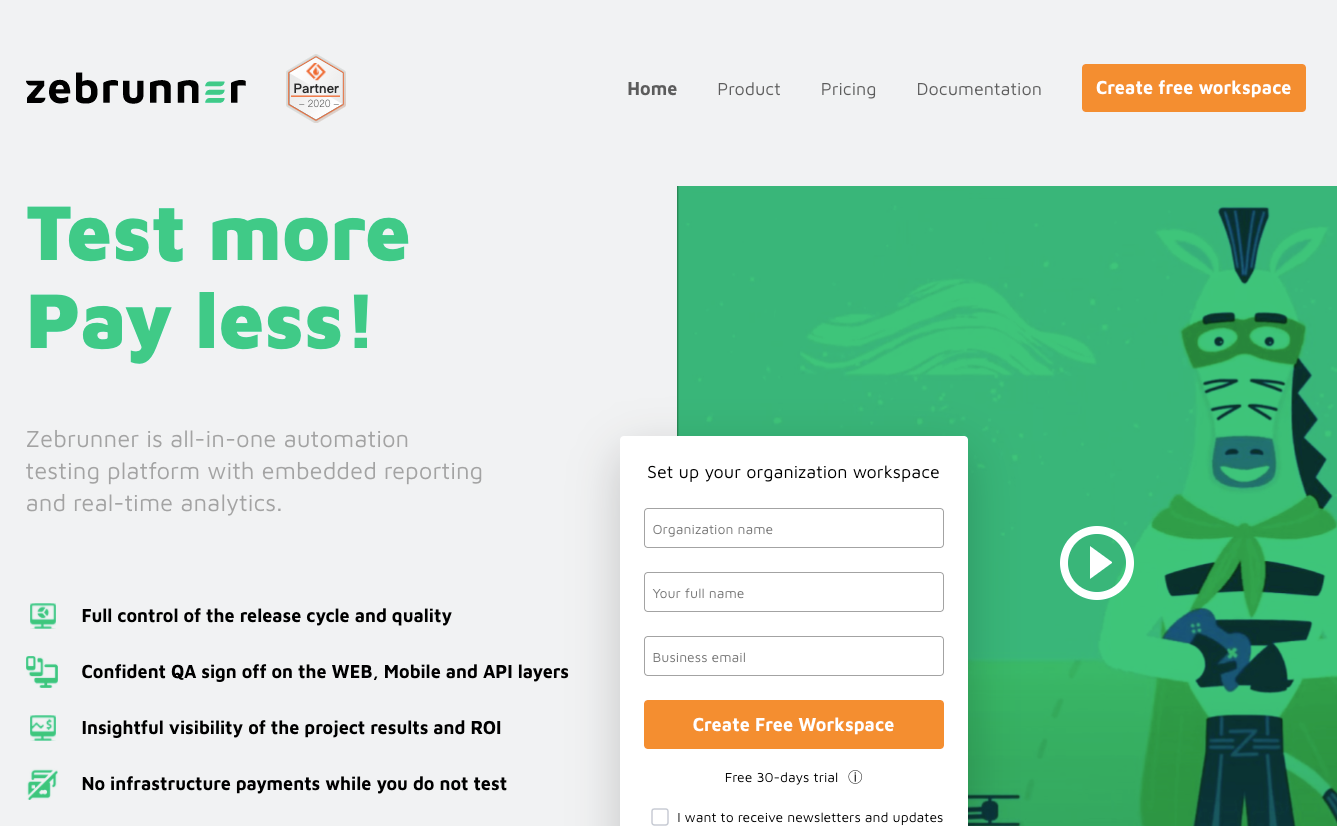 zebrunner
Partner
– 2020 –
Home
Product
Pricing
Documentation
Create free workspace
Test more
Pay less!
Zebrunner is all-in-one automation
testing platform with embedded reporting
and real-time analytics.
Full control of the release cycle and quality
Confident QA sign off on the WEB, Mobile and API layers
Insightful visibility of the project results and ROI
No infrastructure payments while you do not test
Set up your organization workspace
Organization name
Your full name
Business email
Create Free Workspace
Free 30-days trial
I want to receive newsletters and updates
Z